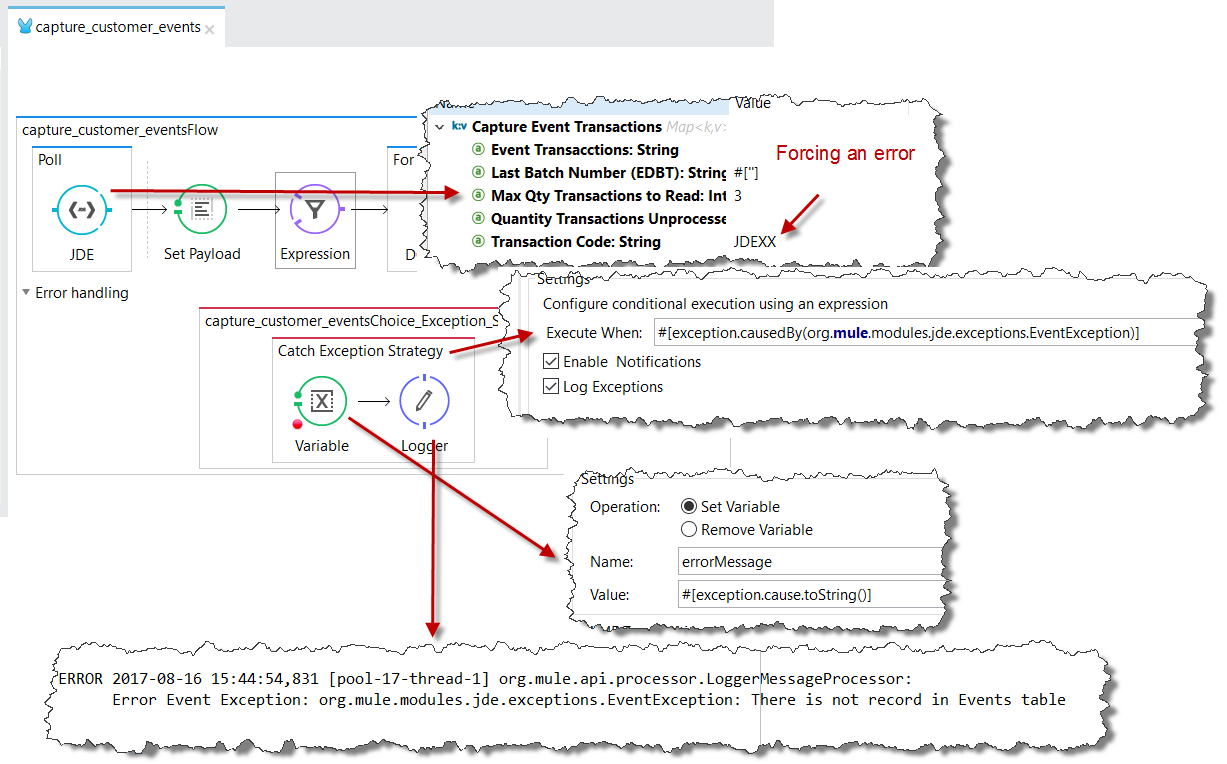 capture_customer_events
capture_customer_eventsFlow
Poll
JDE
Set Payload
Expression
For
Value
k:v Capture Event Transactions Map<k,v>
Event Transacctions: String
Last Batch Number (EDBT): String #['']
Max Qty Transactions to Read: Int 3
Quantity Transactions Unprocesse
Transaction Code: String JDEXX
Forcing an error
Error handling
capture_customer_eventsChoice_Exception_S
Catch Exception Strategy
Variable
Logger
Settings
Configure conditional execution using an expression
Execute When: #[exception.causedBy(org.mule.modules.jde.exceptions.EventException)]
Enable Notifications
Log Exceptions
Settings
Operation: Set Variable
Remove Variable
Name: errorMessage
Value: #[exception.cause.toString()]
ERROR 2017-08-16 15:44:54,831 [pool-17-thread-1] org.mule.api.processor.LoggerMessageProcessor:
Error Event Exception: org.mule.modules.jde.exceptions.EventException: There is not record in Events table